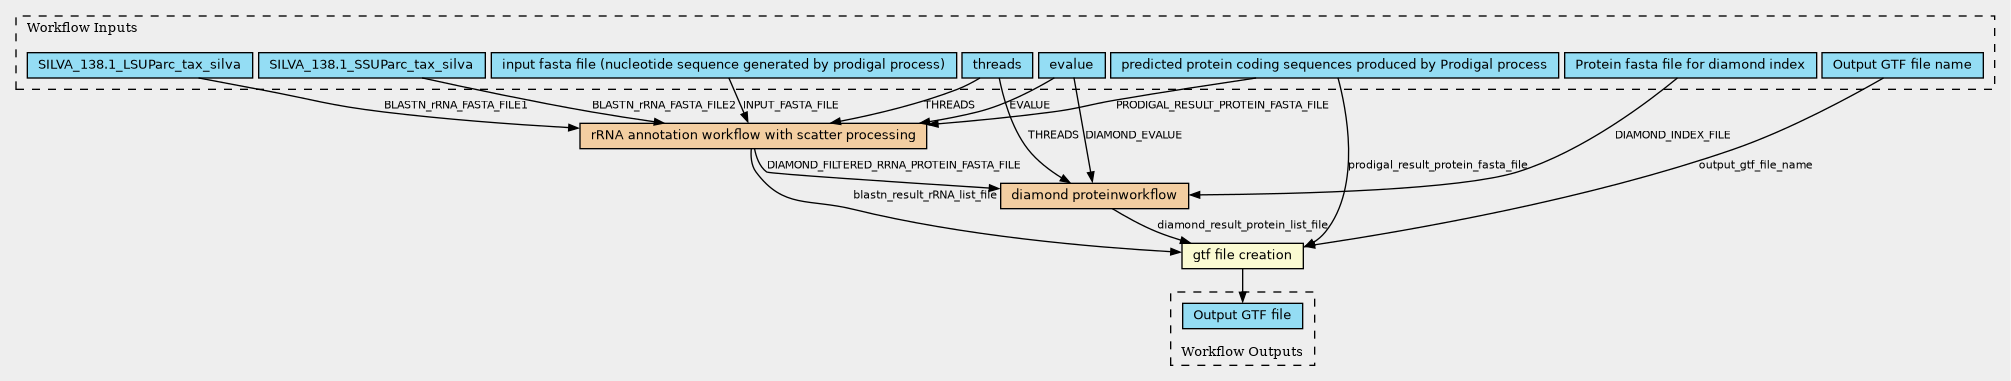 Workflow Inputs
SILVA_138.1_LSUParc_tax_silva
SILVA_138.1_SSUParc_tax_silva
input fasta file (nucleotide sequence generated by prodigal process)
threads
evalue
predicted protein coding sequences produced by Prodigal process
Protein fasta file for diamond index
Output GTF file name
BLASTN_rRNA_FASTA_FILE1
BLASTN_rRNA_FASTA_FILE2
INPUT_FASTA_FILE
THREADS
EVALUE
PRODIGAL_RESULT_PROTEIN_FASTA_FILE
rRNA annotation workflow with scatter processing
THREADS
DIAMOND_EVALUE
DIAMOND_INDEX_FILE
DIAMOND_FILTERED_RRNA_PROTEIN_FASTA_FILE
prodigal_result_protein_fasta_file
output_gtf_file_name
blastn_result_rRNA_list_file
diamond proteinworkflow
diamond_result_protein_list_file
gtf file creation
Output GTF file
Workflow Outputs